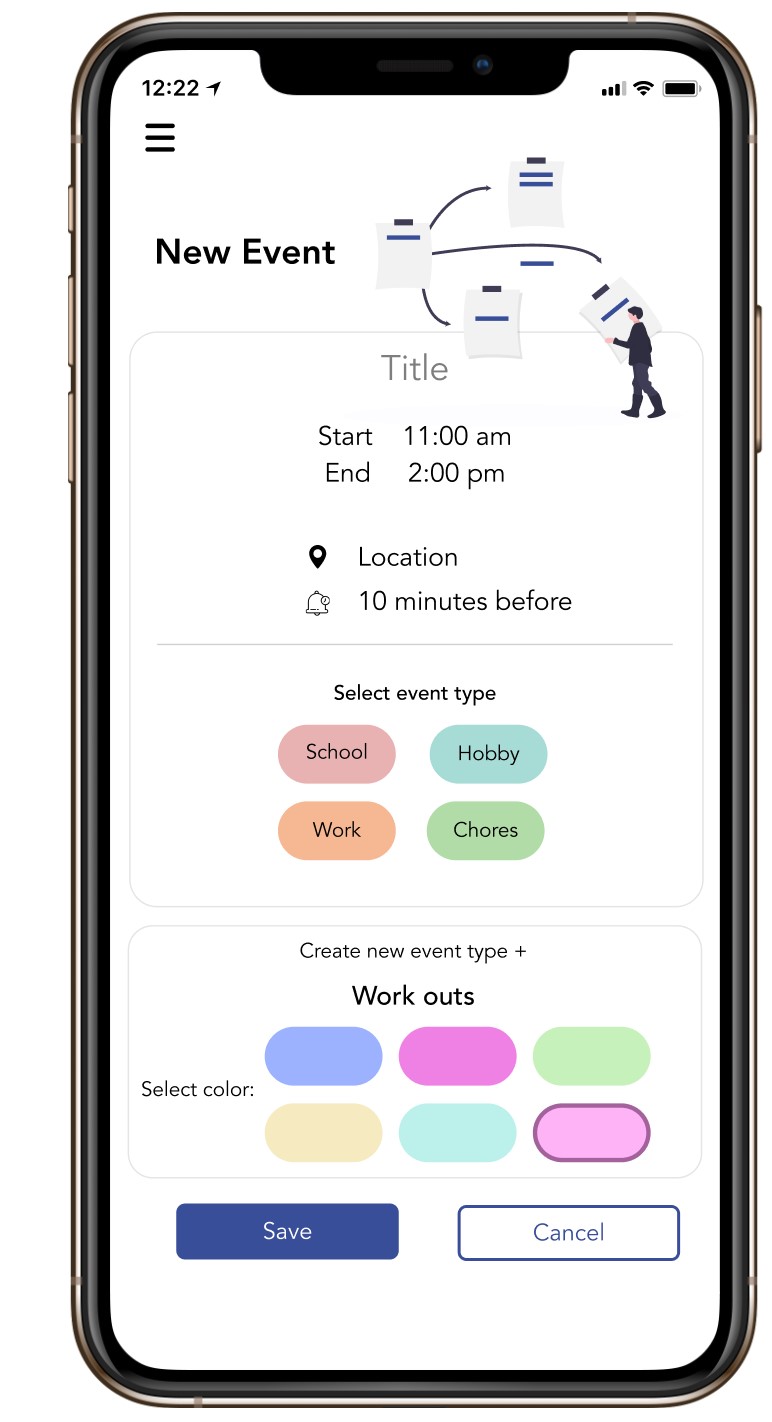 12:22
New Event
Title
Start 11:00 am
End 2:00 pm
Location
10 minutes before
Select event type
School Hobby
Work Chores
Create new event type +
Work outs
Select color:
Save Cancel